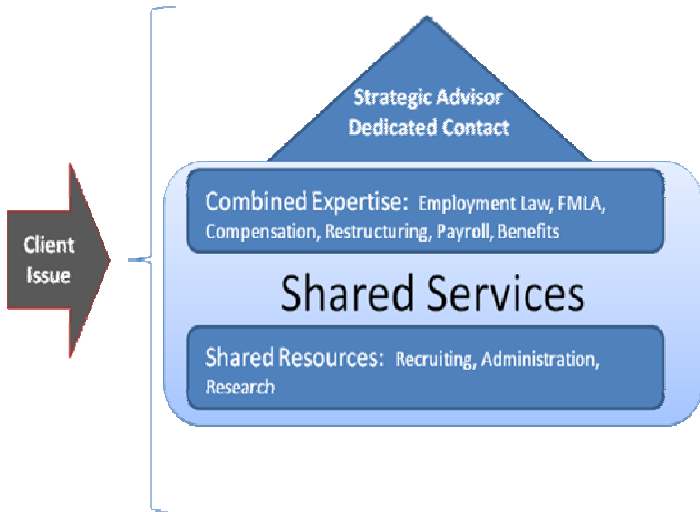 Strategic Advisor
Dedicated Contact
Combined Expertise: Employment Law, FMLA,
Compensation, Restructuring, Payroll, Benefits
Client
Issue
Shared Services
Shared Resources: Recruiting, Administration,
Research